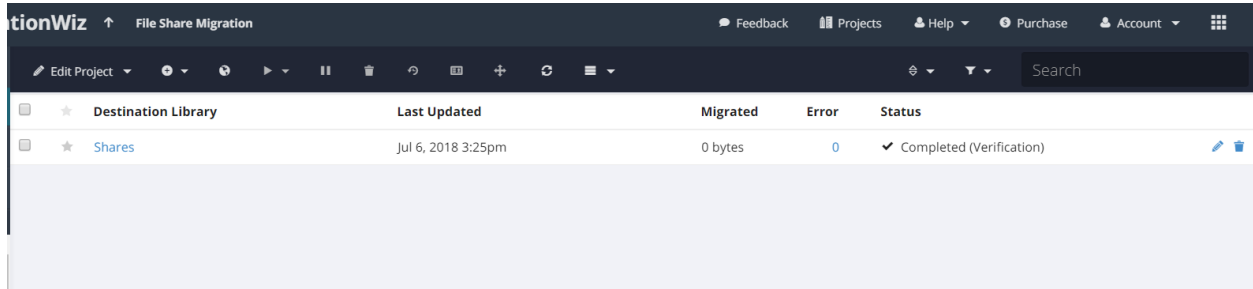 tionWiz File Share Migration Feedback Projects Help Purchase Account
Edit Project Search
Destination Library Last Updated Migrated Error Status
Shares Jul 6, 2018 3:25pm 0 bytes 0 Completed (Verification)